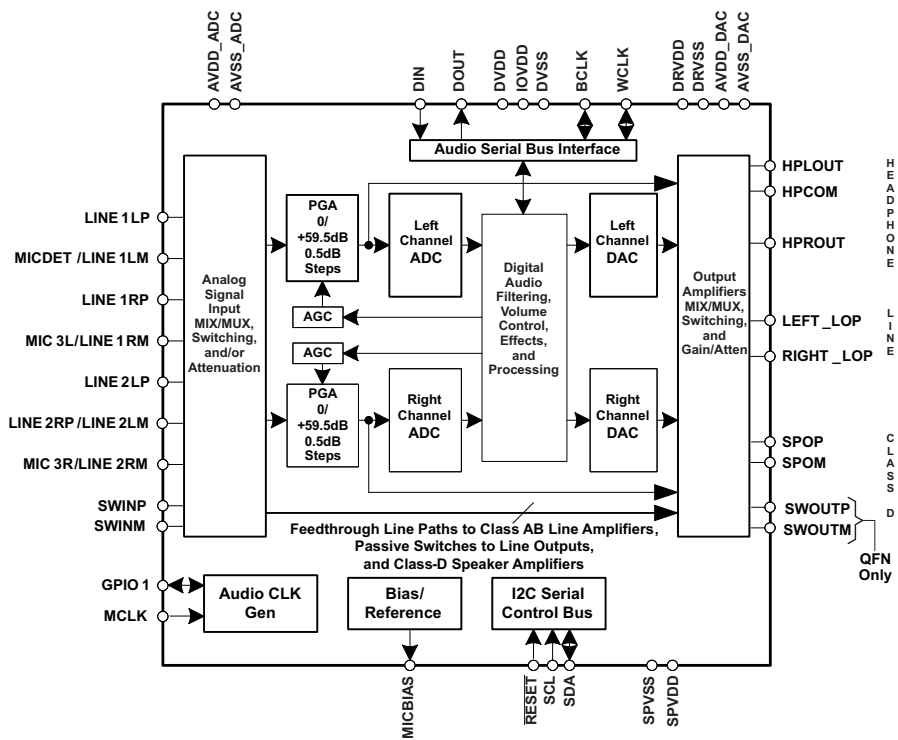 AVDD_ADC
AVSS_ADC
DIN
DOUT
DVDD
IOVDD
DVSS
BCLK
WCLK
DRVDD
DRVSS
AVDD_DAC
AVSS_DAC
Audio Serial Bus Interface
LINE 1LP
MICDET /LINE 1LM
LINE 1RP
MIC 3L/LINE 1RM
LINE 2LP
LINE 2RP /LINE 2LM
MIC 3R/LINE 2RM
SWINP
SWINM
GPIO 1
MCLK
Analog
Signal
Input
MIX/MUX,
Switching,
and/or
Attenuation
PGA
0/
+59.5dB
0.5dB
Steps
AGC
AGC
PGA
0/
+59.5dB
0.5dB
Steps
Left
Channel
ADC
Right
Channel
ADC
Digital
Audio
Filtering,
Volume
Control,
Effects,
and
Processing
Left
Channel
DAC
Right
Channel
DAC
Output
Amplifiers
MIX/MUX,
Switching,
and
Gain/Atten
HPLOUT
HPCOM
HPROUT
HEADPHONE
LEFT _LOP
RIGHT _LOP
LINE
SPOP
SPOM
SWOUTP
SWOUTM
CLASS D
QFN
Only
Feedthrough Line Paths to Class AB Line Amplifiers,
Passive Switches to Line Outputs,
and Class-D Speaker Amplifiers
Audio CLK
Gen
Bias/
Reference
I2C Serial
Control Bus
MICBIAS
RESET
SCL
SDA
SPVSS
SPVDD